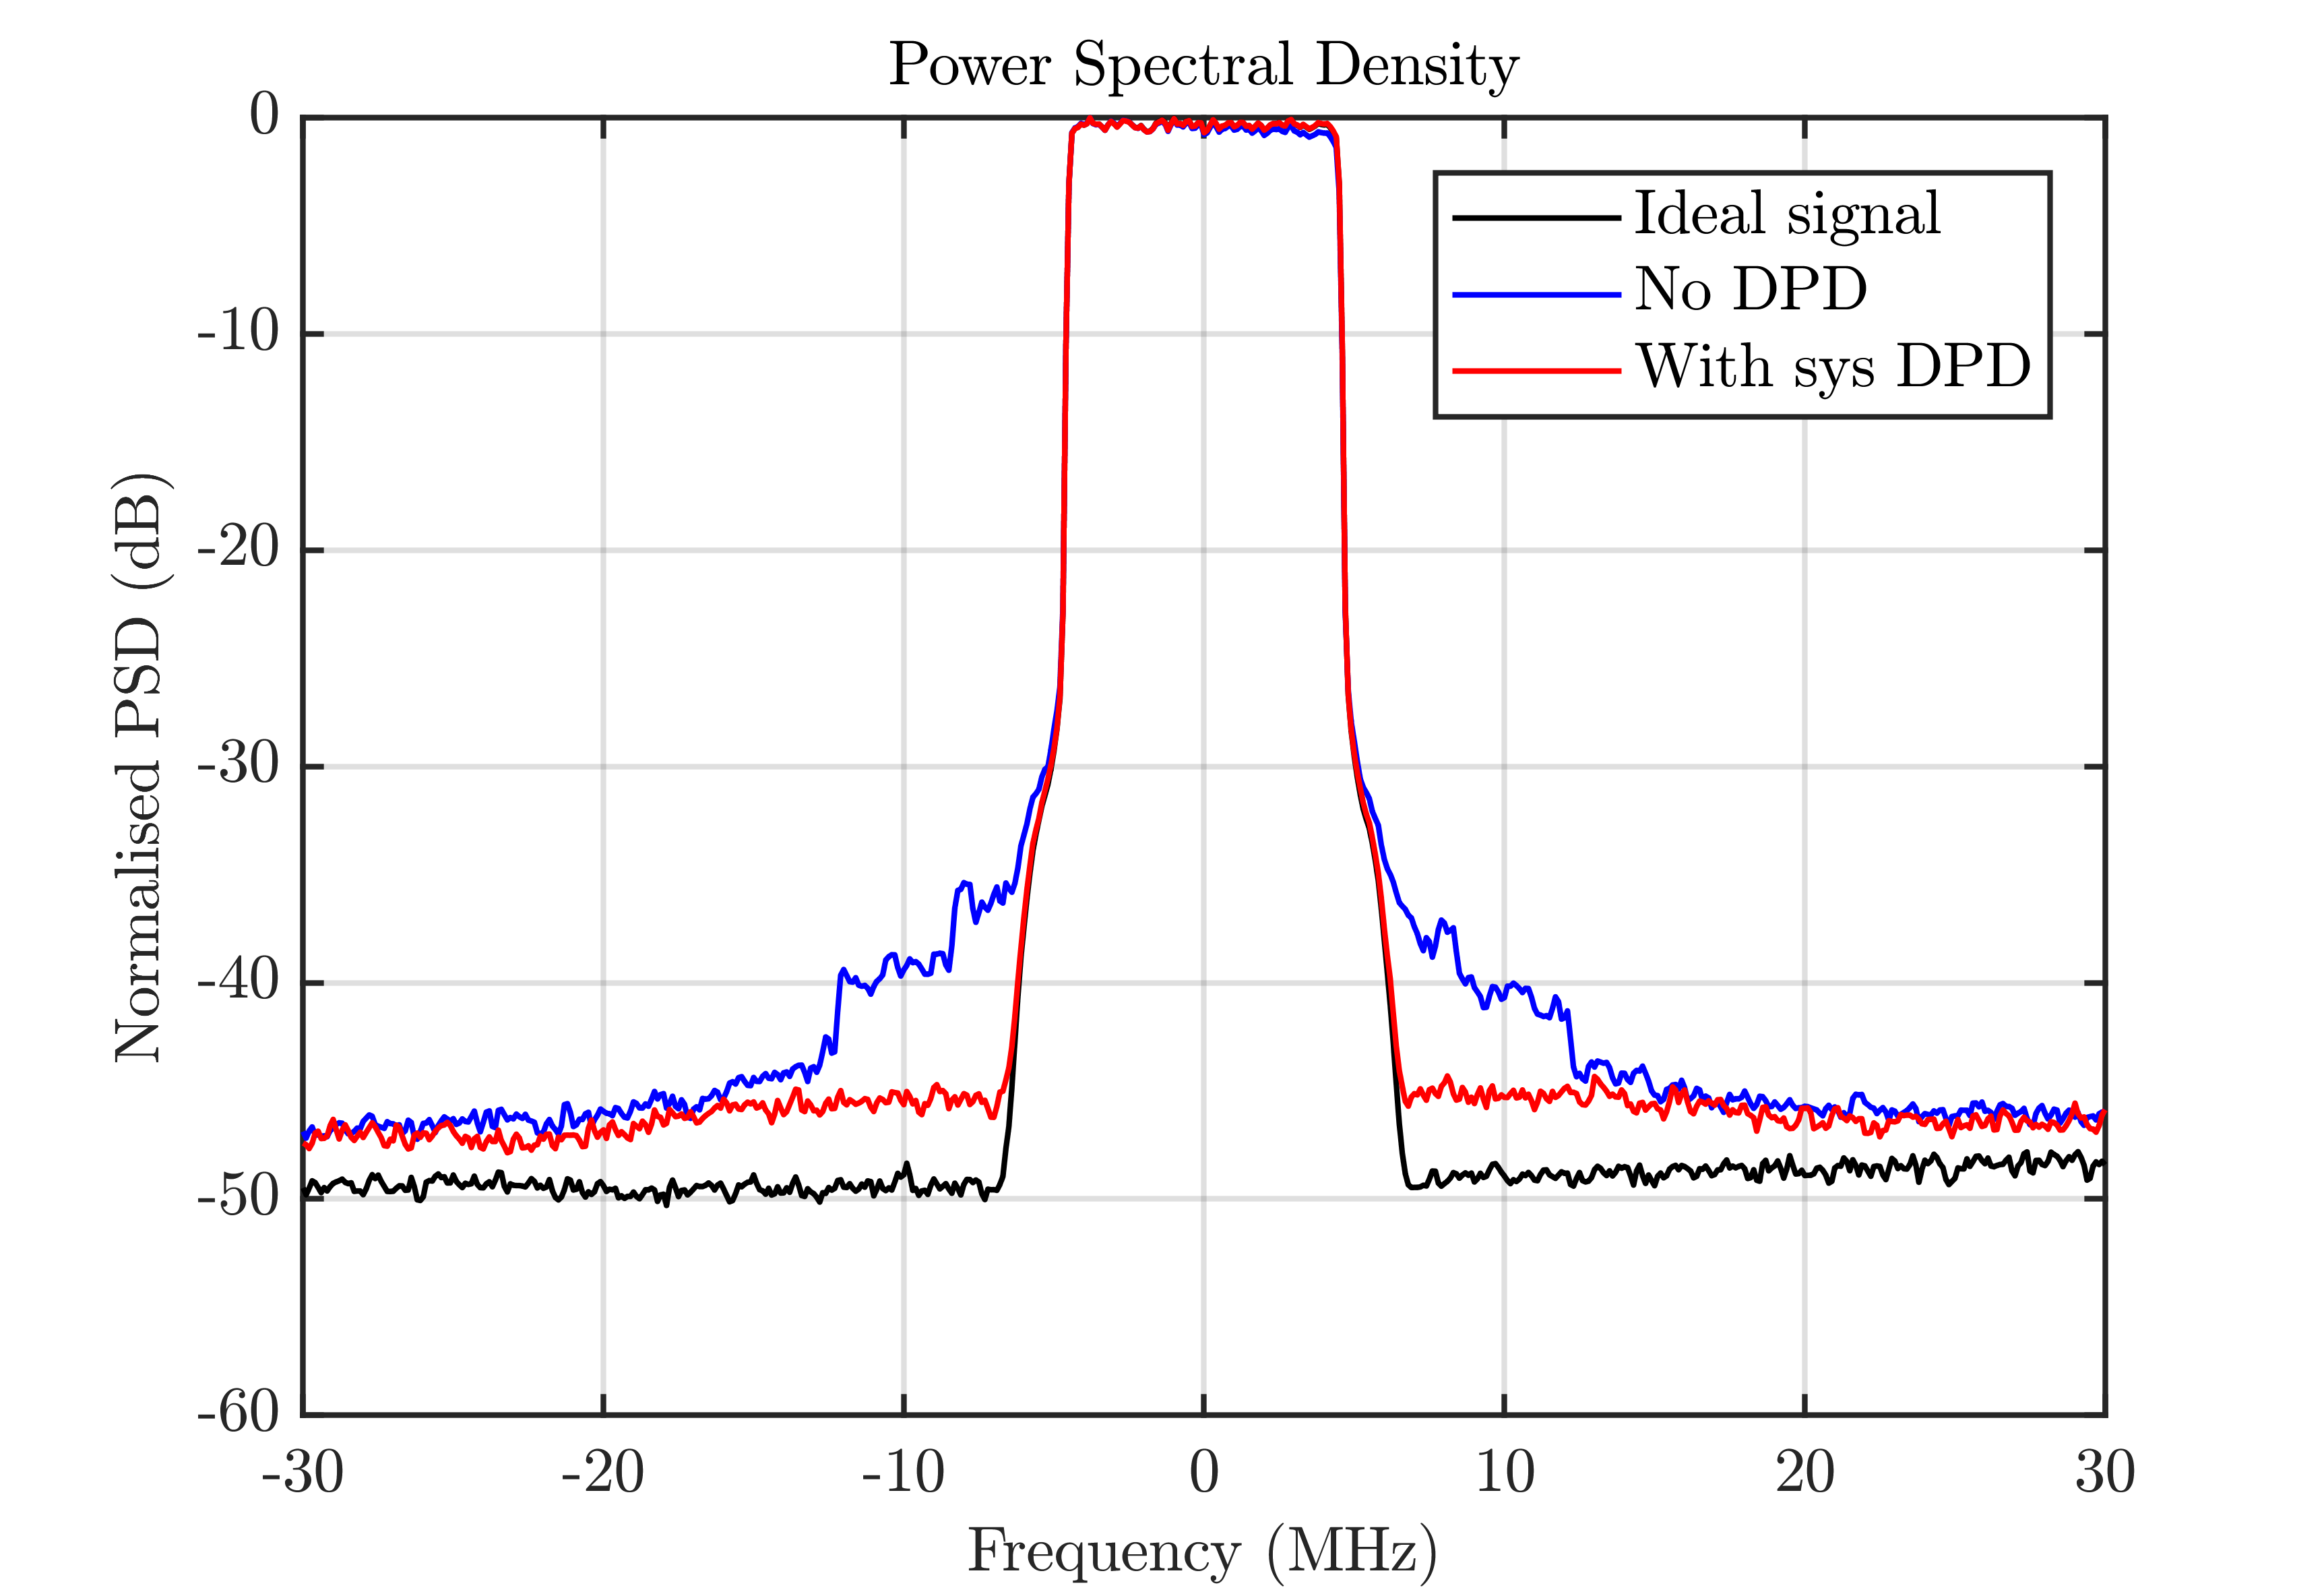 Power Spectral Density
Ideal signal
No DPD
With sys DPD
Normalised PSD (dB)
0
-10
-20
-30
-40
-50
-60
-30
-20
-10
0
10
20
30
Frequency (MHz)